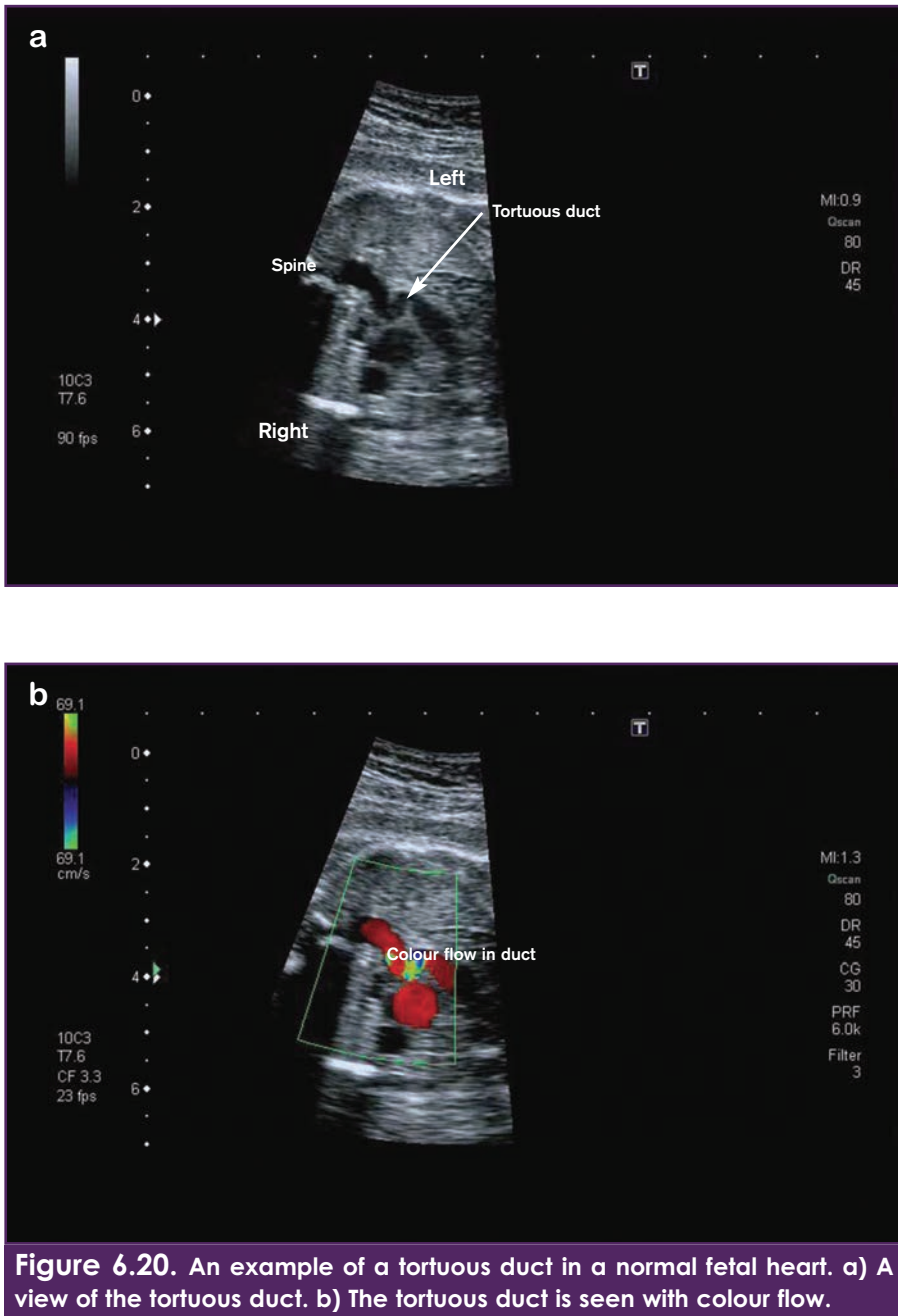 a
T
0
Left
2
Tortuous duct
MI:0.9
Qscan
80
DR
45
Spine
4
10C3
T7.6
90 fps
6
Right
b
69.1
T
0
69.1
cm/s
2
MI:1.3
Qscan
80
DR
45
CG
30
PRF
6.0k
Filter
3
Colour flow in duct
4
10C3
T7.6
CF 3.3
23 fps
6
Figure 6.20. An example of a tortuous duct in a normal fetal heart. a) A
view of the tortuous duct. b) The tortuous duct is seen with colour flow.